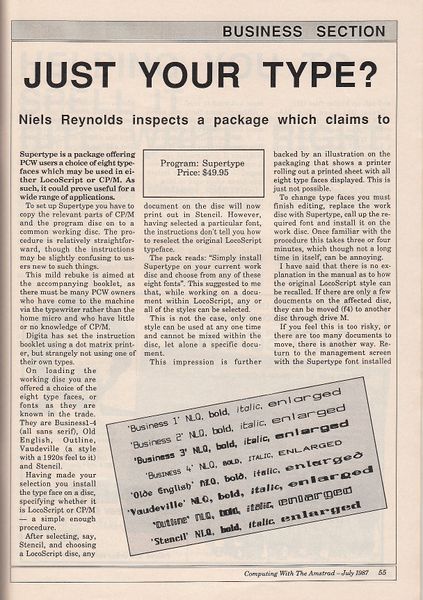 BUSINESS SECTION
JUST YOUR TYPE?
Niels Reynolds inspects a package which claims to
Supertype is a package offering
PCW users a choice of eight type-
faces which may be used in ei-
ther LocoScript or CP/M. As
such, it could prove useful for a
wide range of applications.
To set up Supertype you have to
copy the relevant parts of CP/M
and the program disc to a
common working disc. The pro-
cedure is relatively straightfor-
ward, though the instructions
may be slightly confusing to us-
ers new to such things.
This mild rebuke is aimed at
the accompanying booklet, as
there must be many PCW owners
who have come to the machine
via the typewriter rather than the
home micro and who have little
or no knowledge of CP/M.
Digita has set the instruction
booklet using a dot matrix print-
er, but strangely not using one of
their own types.
On loading the
working disc you are
offered a choice of the
eight type faces, or
fonts as they are
known in the trade.
They are Business1-4
(all sans serif), Old
English, Outline,
Vaudeville (a style
with a 1920s feel to it)
and Stencil.
Having made your
selection you install
the type face on a disc,
specifying whether it
is LocoScript or CP/M
— a simple enough
procedure.
After selecting, say,
Stencil, and choosing
a LocoScript disc, any
Program: Supertype
Price: $49.95
document on the disc will now
print out in Stencil. However,
having selected a particular font,
the instructions don't tell you how
to reselect the original LocoScript
typeface.
The pack reads: "Simply install
Supertype on your current work
disc and choose from any of these
eight fonts". This suggested to me
that, while working on a docu-
ment within LocoScript, any or
all of the styles can be selected.
This is not the case, only one
style can be used at any one time
and cannot be mixed within the
disc, let alone a specific docu-
ment.
This impression is further
backed by an illustration on the
packaging that shows a printer
rolling out a printed sheet with all
eight type faces displayed. This is
just not possible.
To change type faces you must
finish editing, replace the work
disc with Supertype, call up the re-
quired font and install it on the
work disc. Once familiar with the
procedure this takes three or four
minutes, which though not a long
time in itself, can be annoying.
I have said that there is no ex-
planation in the manual as to how
the original LocoScript style can
be recalled. If there are only a few
doucments on the affected disc,
they can be moved (f4) to another
disc through drive M.
If you feel this is too risky, or
there are too many documents to
move, there is another way. Re-
turn to the management screen
with the Supertype font installed
'Business 1' NLQ, bold, italic, enlarged
'Business 2' NLQ, bold, italic, enlarged
'Business 3' NLQ, bold, italic, enlarged
'BUSINESS 4' NLQ, BOLD, ITALIC, ENLARGED
'Olde English' NLQ, bold, italic, enlarged
'Vaudeville' NLQ, bold, italic, enlarged
'Outline' NLQ, bold, italic, enlarged
'Stencil' NLQ, bold, italic, enlarged
Computing With The Amstrad – July 1987 55